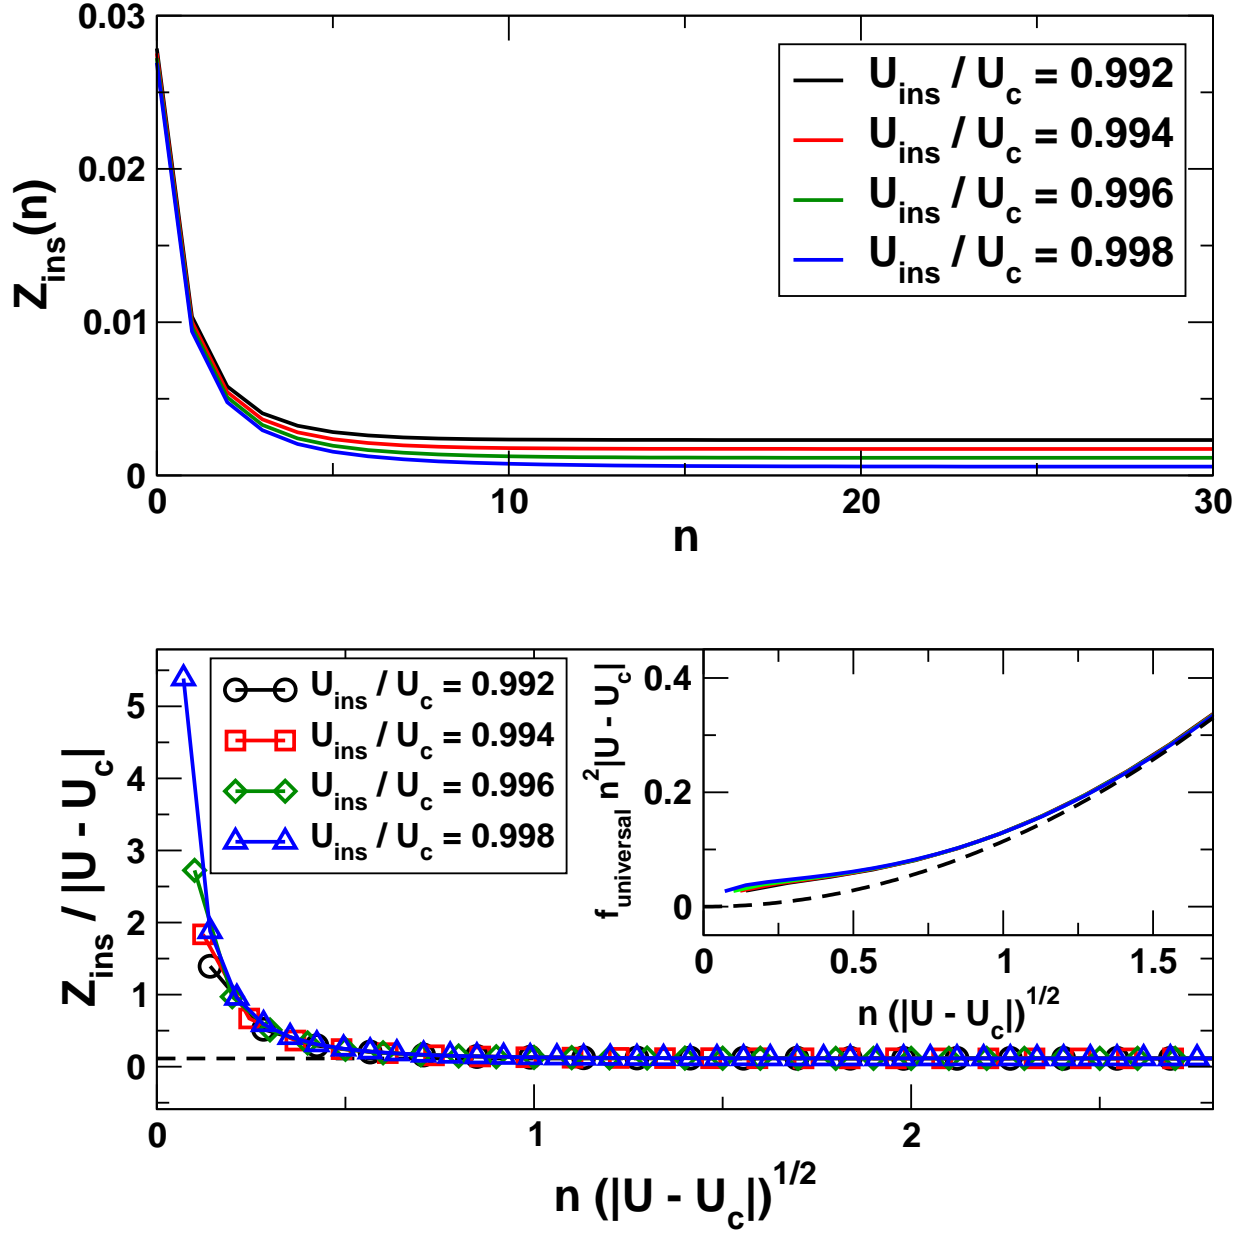 0.03
0.02
0.01
0
Z_ins(n)
U_ins / U_c = 0.992
U_ins / U_c = 0.994
U_ins / U_c = 0.996
U_ins / U_c = 0.998
0 10 20 30
n
5
4
3
2
1
0
Z_ins / |U - U_c|
U_ins / U_c = 0.992
U_ins / U_c = 0.994
U_ins / U_c = 0.996
U_ins / U_c = 0.998
0.4
0.2
0
f_universal n^2|U - U_c|
0 0.5 1 1.5
n (|U - U_c|)^1/2
0 1 2
n (|U - U_c|)^1/2